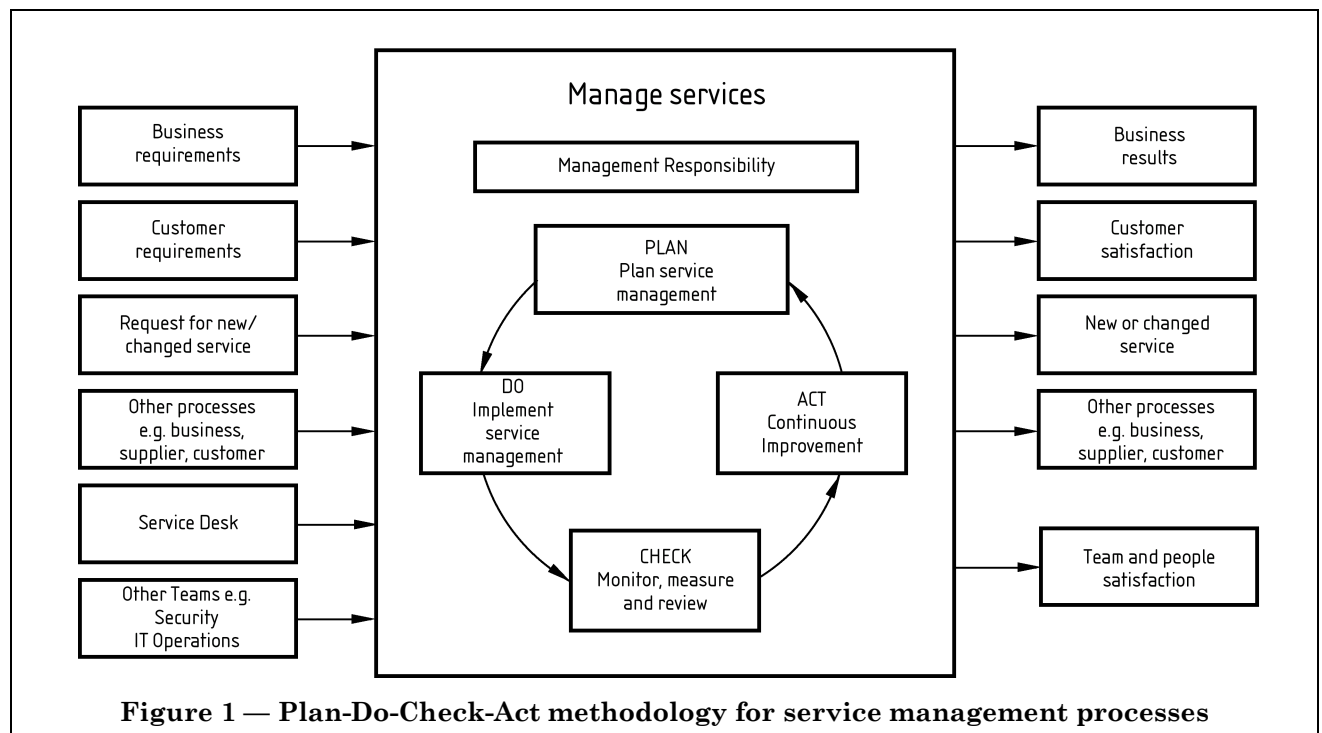 Manage services
Business
requirements
Customer
requirements
Request for new/
changed service
Other processes
e.g. business,
supplier, customer
Service Desk
Other Teams e.g.
Security
IT Operations
Management Responsibility
PLAN
Plan service
management
DO
Implement
service
management
CHECK
Monitor, measure
and review
ACT
Continuous
Improvement
Business
results
Customer
satisfaction
New or changed
service
Other processes
e.g. business,
supplier, customer
Team and people
satisfaction
Figure 1 — Plan-Do-Check-Act methodology for service management processes